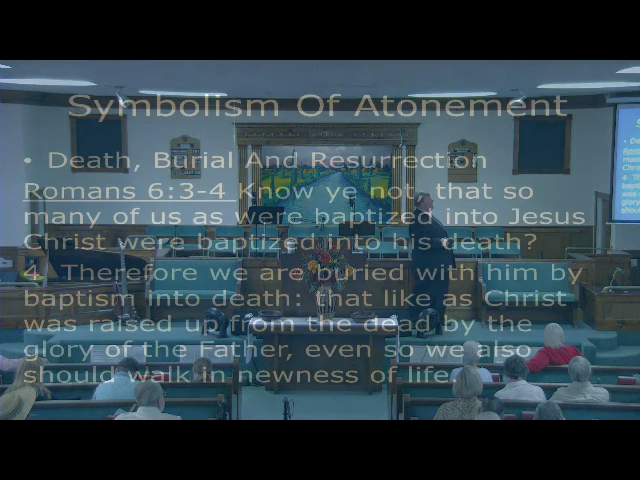 Symbolism Of Atonement
• Death, Burial And Resurrection
Romans 6:3-4 Know ye not, that so
many of us as were baptized into Jesus
Christ were baptized into his death?
4. Therefore we are buried with him by
baptism into death: that like as Christ
was raised up from the dead by the
glory of the Father, even so we also
should walk in newness of life.